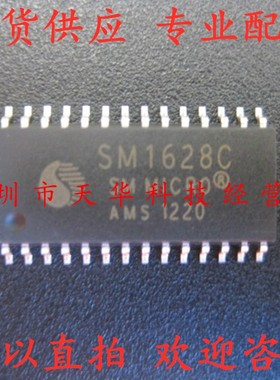 货供应 专业配
SM1628C
SM MICRO®
圳市天华科技经营
AMS 1220
以直拍 欢迎咨